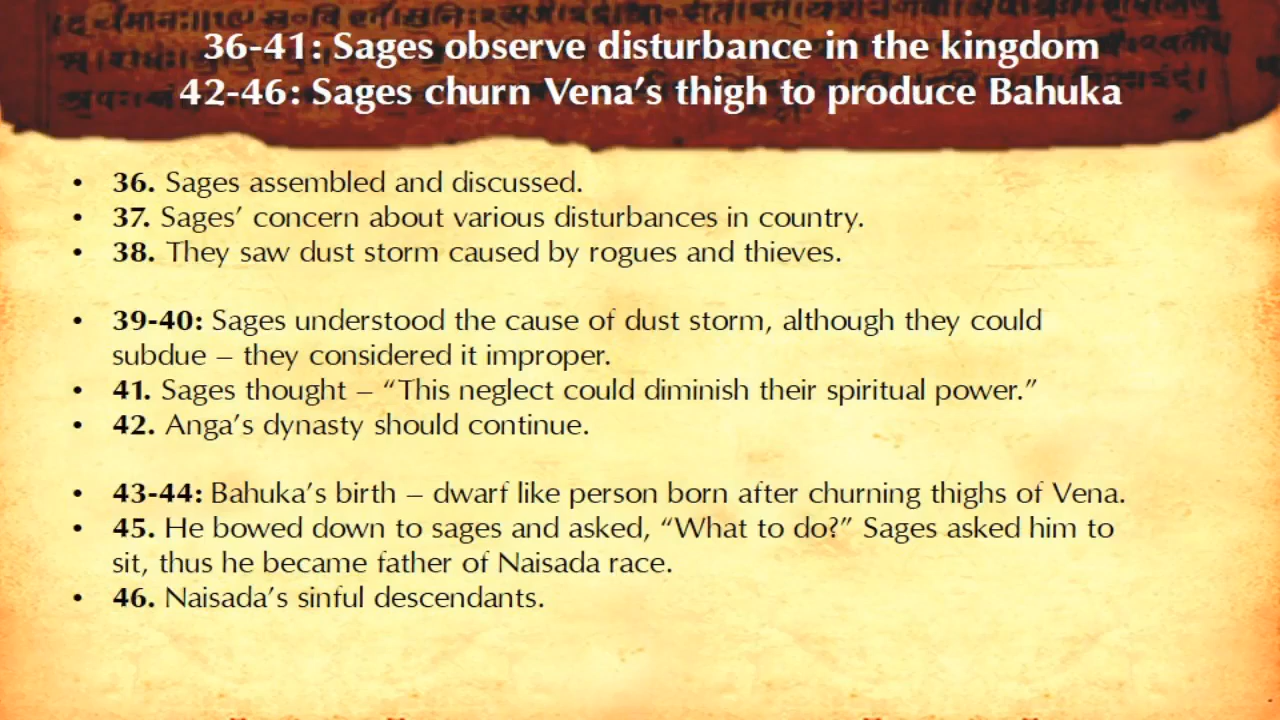 36-41: Sages observe disturbance in the kingdom
42-46: Sages churn Vena's thigh to produce Bahuka
• 36. Sages assembled and discussed.
• 37. Sages' concern about various disturbances in country.
• 38. They saw dust storm caused by rogues and thieves.
• 39-40: Sages understood the cause of dust storm, although they could
subdue – they considered it improper.
• 41. Sages thought – “This neglect could diminish their spiritual power.”
• 42. Anga's dynasty should continue.
• 43-44: Bahuka's birth – dwarf like person born after churning thighs of Vena.
• 45. He bowed down to sages and asked, “What to do?” Sages asked him to
sit, thus he became father of Naisada race.
• 46. Naisada's sinful descendants.